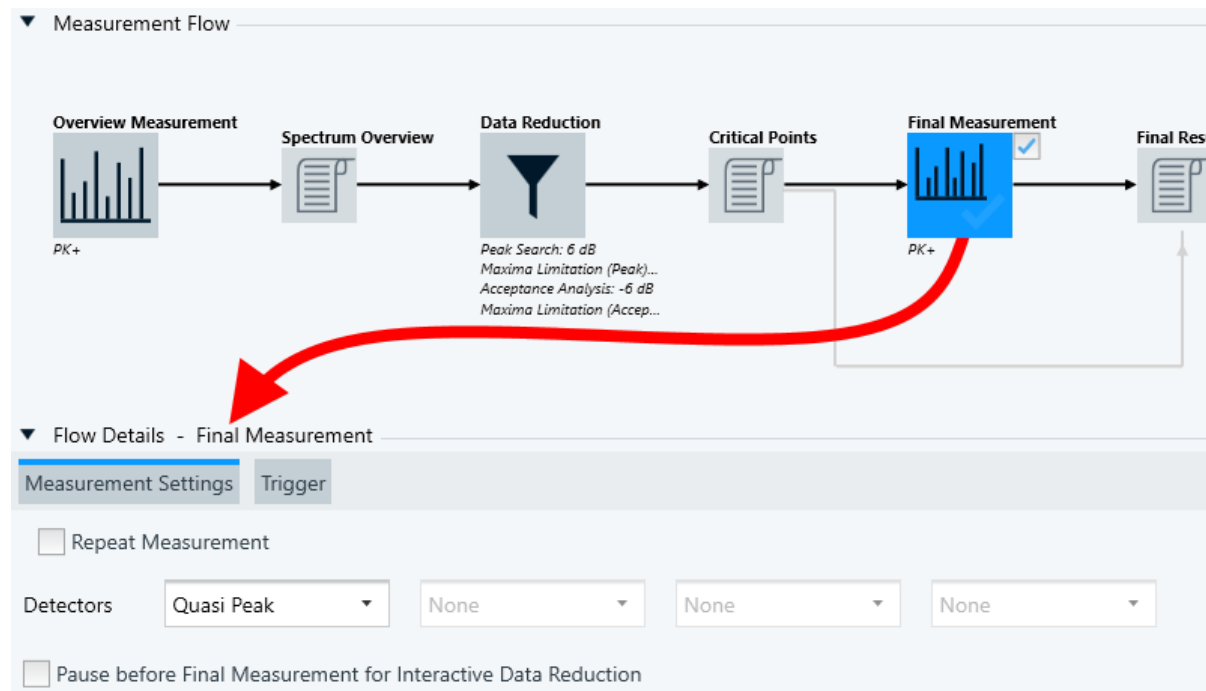 Measurement Flow
Overview Measurement
Spectrum Overview
Data Reduction
Critical Points
Final Measurement
Final Res
PK+
Peak Search: 6 dB
Maxima Limitation (Peak)...
Acceptance Analysis: -6 dB
Maxima Limitation (Accep...
PK+
Flow Details - Final Measurement
Measurement Settings Trigger
Repeat Measurement
Detectors Quasi Peak None None None
Pause before Final Measurement for Interactive Data Reduction